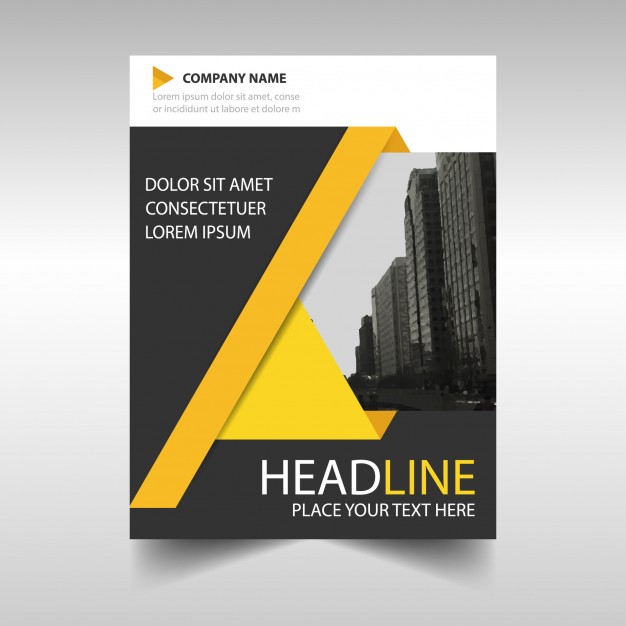 COMPANY NAME
Lorem ipsum dolor sit amet,
or incididunt ut labore et dolore m
DOLOR SIT AMET
CONSECTETUER
LOREM IPSUM
HEADLINE
PLACE YOUR TEXT HERE